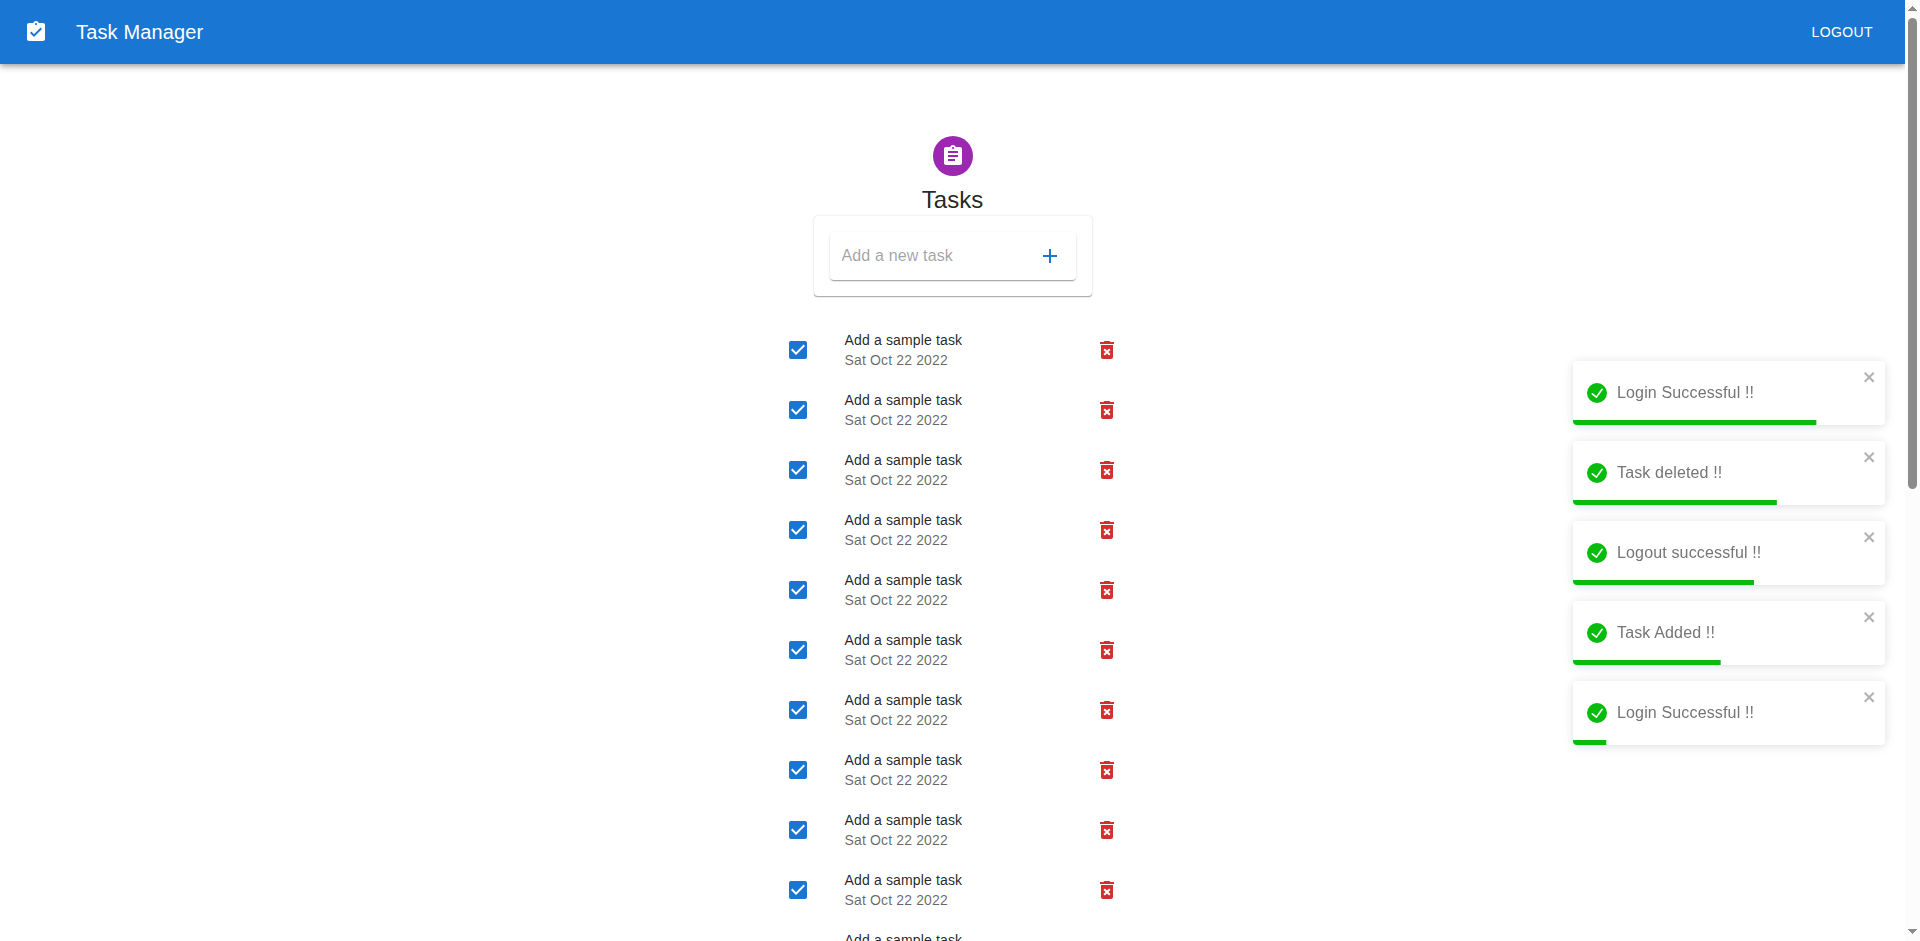 Task Manager
LOGOUT
Tasks
Add a new task
Add a sample task
Sat Oct 22 2022
Add a sample task
Sat Oct 22 2022
Add a sample task
Sat Oct 22 2022
Add a sample task
Sat Oct 22 2022
Add a sample task
Sat Oct 22 2022
Add a sample task
Sat Oct 22 2022
Add a sample task
Sat Oct 22 2022
Add a sample task
Sat Oct 22 2022
Add a sample task
Sat Oct 22 2022
Add a sample task
Sat Oct 22 2022
Add a sample task
Login Successful !!
Task deleted !!
Logout successful !!
Task Added !!
Login Successful !!